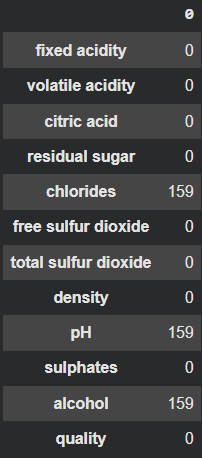 0
fixed acidity 0
volatile acidity 0
citric acid 0
residual sugar 0
chlorides 159
free sulfur dioxide 0
total sulfur dioxide 0
density 0
pH 159
sulphates 0
alcohol 159
quality 0